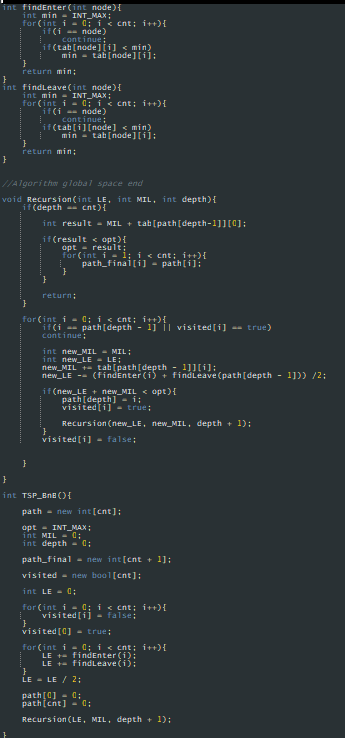 int findEnter(int node){
int min = INT_MAX;
for(int i = 0; i < cnt; i++){
if(i == node)
continue;
if(tab[node][i] < min)
min = tab[node][i];
}
return min;
}
int findLeave(int node){
int min = INT_MAX;
for(int i = 0; i < cnt; i++){
if(i == node)
continue;
if(tab[i][node] < min)
min = tab[i][node];
}
return min;
}
//Algorithm global space end
void Recursion(int LE, int MIL, int depth){
if(depth == cnt){
int result = MIL + tab[path[depth-1]][0];
if(result < opt){
opt = result;
for(int i = 1; i < cnt; i++){
path_final[i] = path[i];
}
}
return;
}
for(int i = 0; i < cnt; i++){
if(i == path[depth - 1] || visited[i] == true)
continue;
int new_MIL = MIL;
int new_LE = LE;
new_MIL += tab[path[depth - 1]][i];
new_LE -= (findEnter(i) + findLeave(path[depth - 1])) /2;
if(new_LE + new_MIL < opt){
path[depth] = i;
visited[i] = true;
Recursion(new_LE, new_MIL, depth + 1);
}
visited[i] = false;
}
}
int TSP_BnB(){
path = new int[cnt];
opt = INT_MAX;
int MIL = 0;
int depth = 0;
path_final = new int[cnt + 1];
visited = new bool[cnt];
int LE = 0;
for(int i = 0; i < cnt; i++){
visited[i] = false;
}
visited[0] = true;
for(int i = 0; i < cnt; i++){
LE += findEnter(i);
LE += findLeave(i);
}
LE = LE / 2;
path[0] = 0;
path[cnt] = 0;
Recursion(LE, MIL, depth + 1);
}